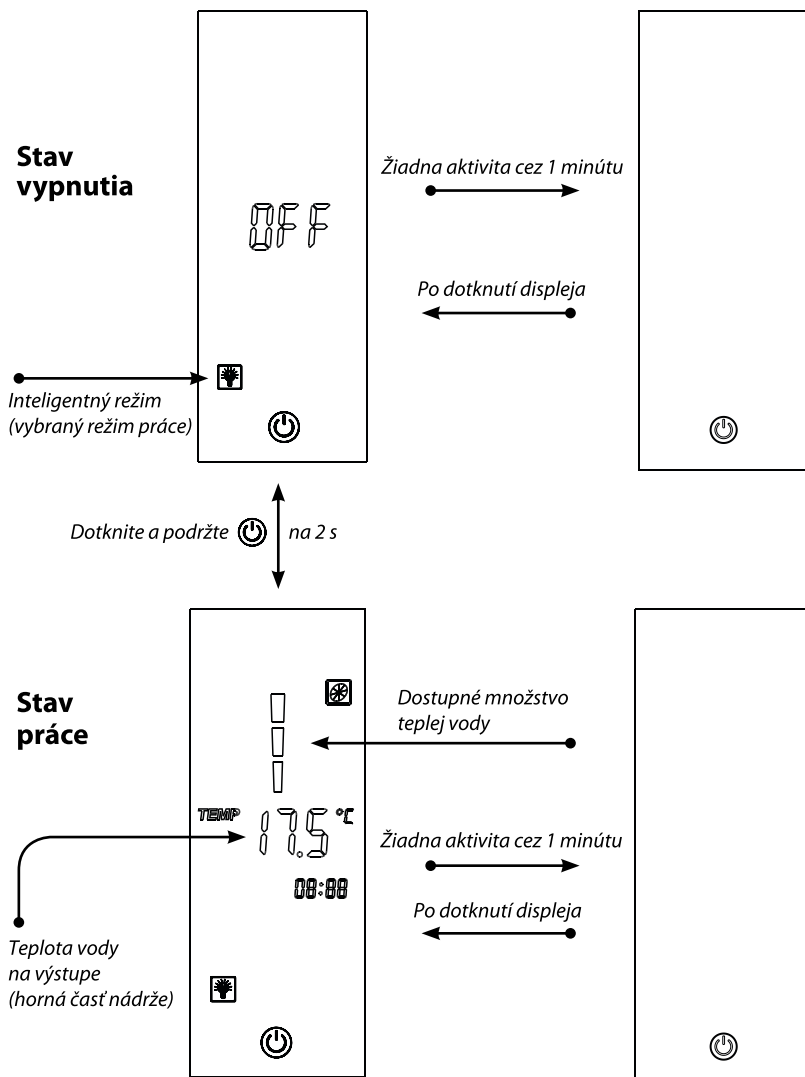 Stav
vypnutia
OFF
Žiadna aktivita cez 1 minútu
Po dotknutí displeja
Inteligentný režim
(vybraný režim práce)
Dotknite a podržte na 2 s
Stav
práce
Dostupné množstvo
teplej vody
TEMP 17.5 °C
08:88
Žiadna aktivita cez 1 minútu
Po dotknutí displeja
Teplota vody
na výstupe
(horná časť nádrže)